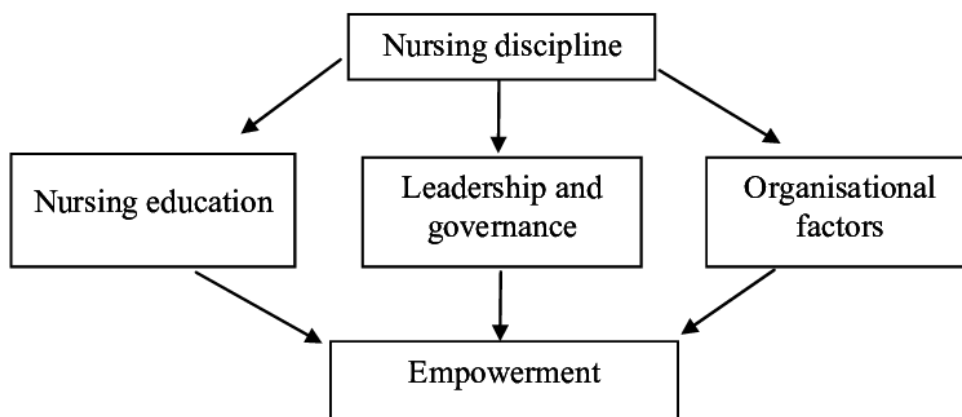 Nursing discipline
Nursing education
Leadership and
governance
Organisational
factors
Empowerment